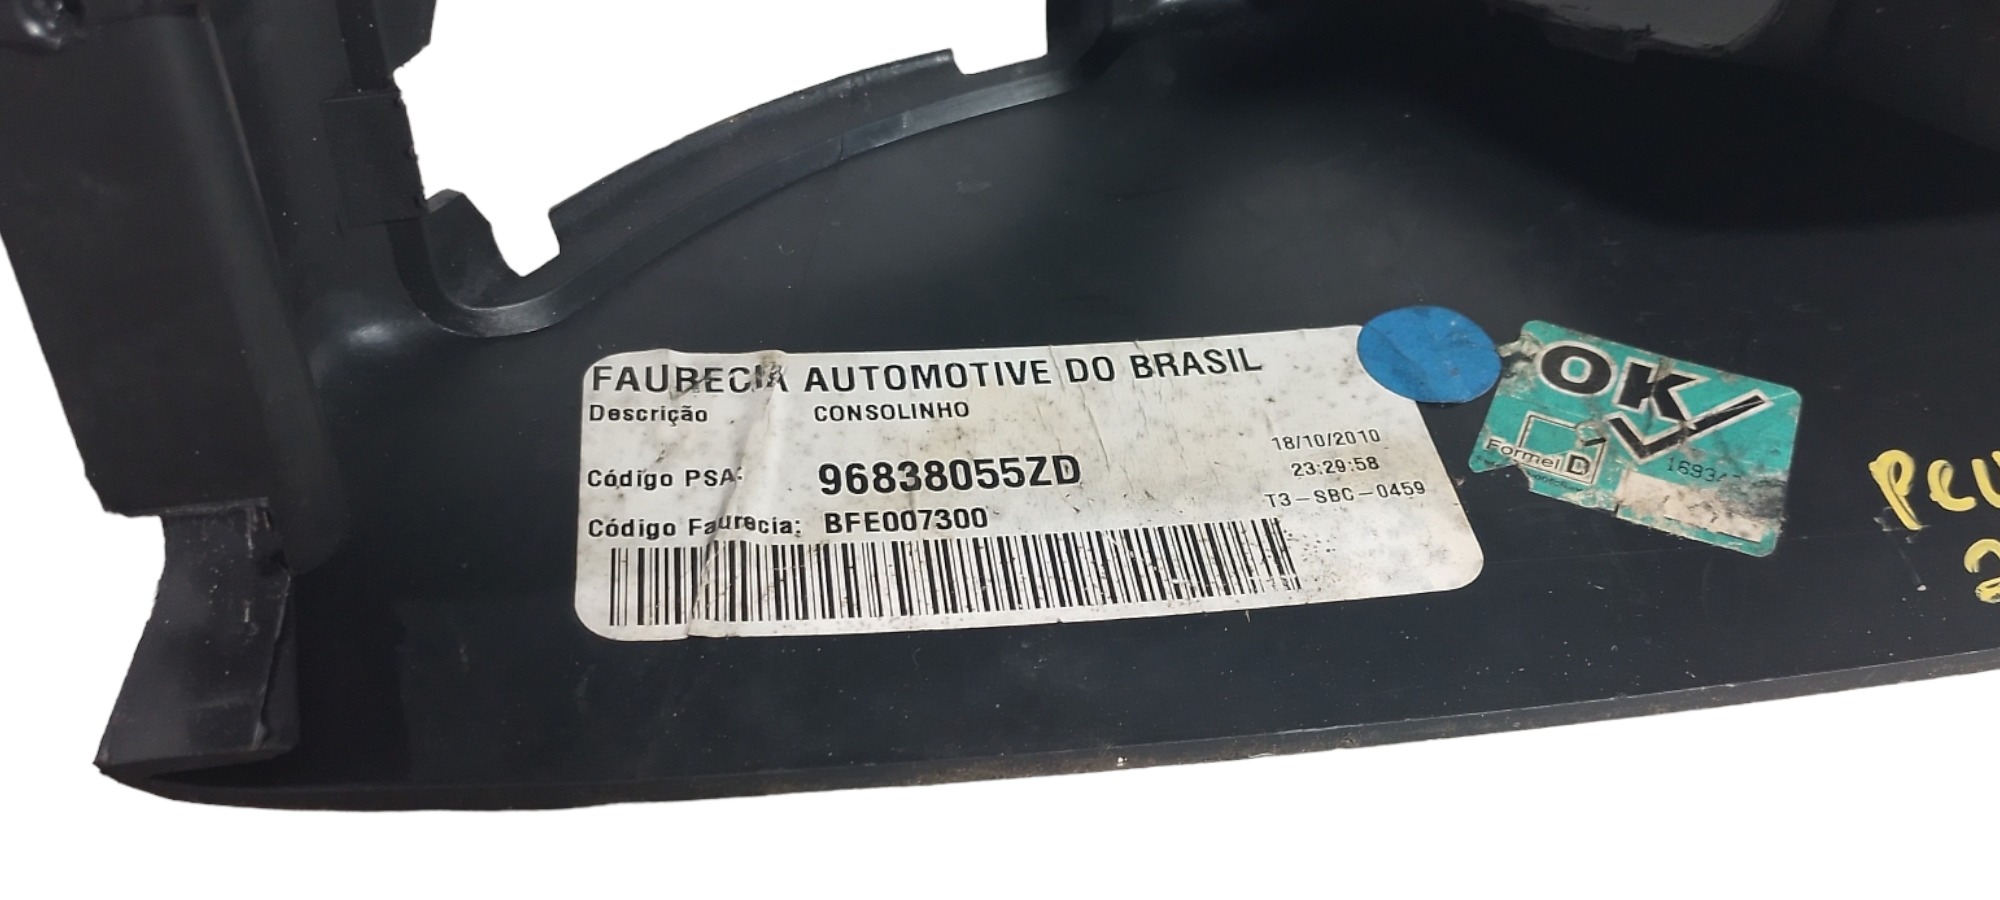 FAURECIA AUTOMOTIVE DO BRASIL
Descrição CONSOLINHO
18/10/2010
Código PSA: 96838055ZD 23:29:58
T3-SBC-0459
Código Faurecia: BFE007300
OK
Formel D